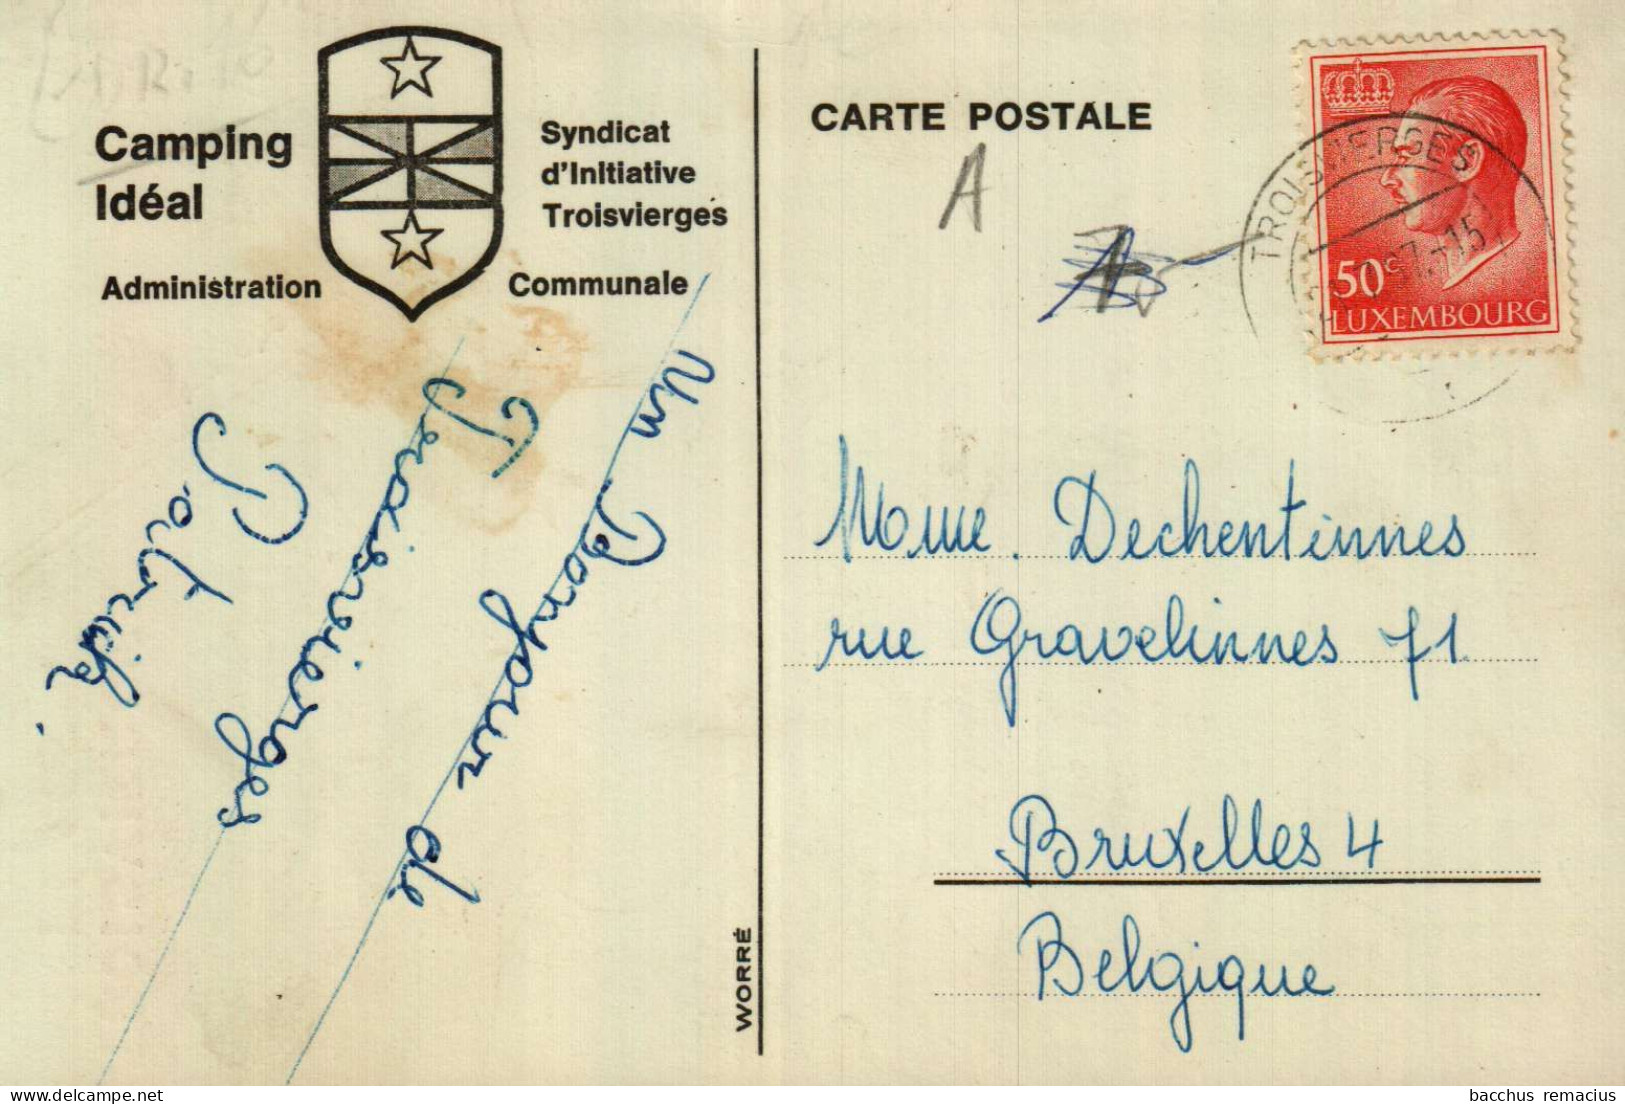 Camping
Idéal
Syndicat
d'Initiative
Troisvierges
Administration
Communale
CARTE POSTALE
A
TROISVIERGES
50c
LUXEMBOURG
Un Bonjour de
Troisvierges
Patrick.
Mme. Dechentinnes
rue Gravelinnes 71
Bruxelles 4
Belgique
WORRÉ
bacchus remacius